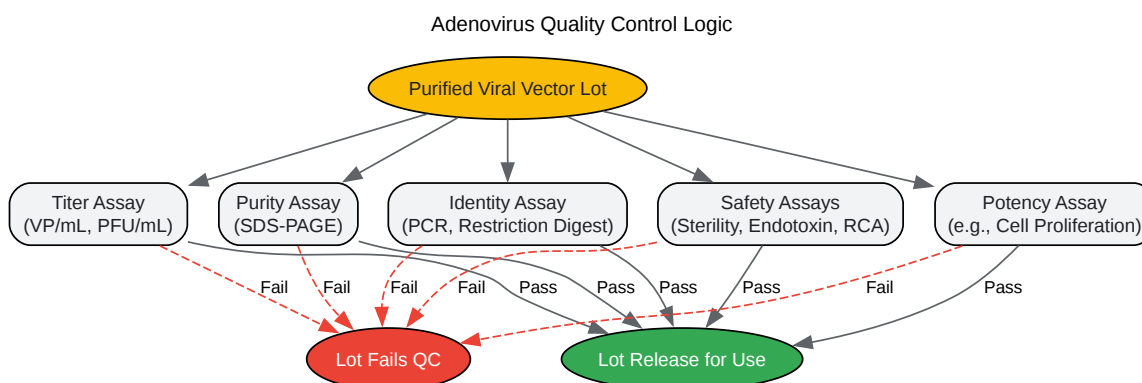 Adenovirus Quality Control Logic
Purified Viral Vector Lot
Titer Assay
(VP/mL, PFU/mL)
Purity Assay
(SDS-PAGE)
Identity Assay
(PCR, Restriction Digest)
Safety Assays
(Sterility, Endotoxin, RCA)
Potency Assay
(e.g., Cell Proliferation)
Fail
Fail
Fail
Fail
Pass
Pass
Pass
Pass
Fail
Pass
Lot Fails QC
Lot Release for Use